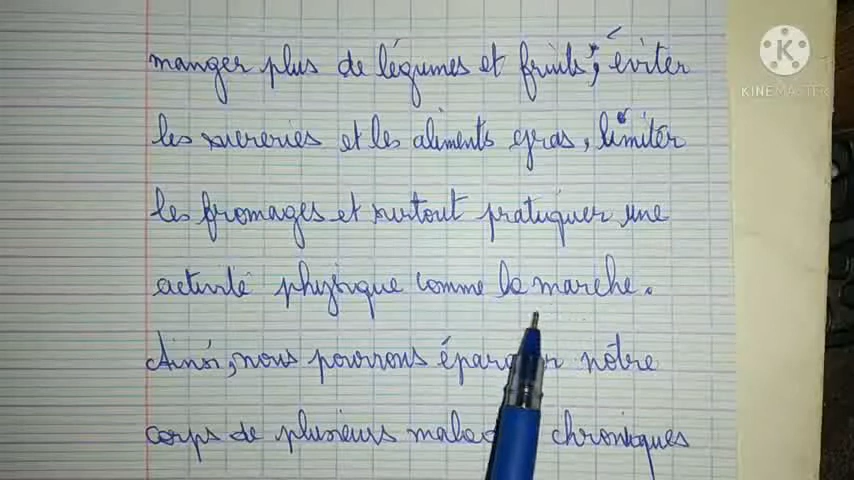 manger plus de légumes et fruits, éviter
les sucreries et les aliments gras, limiter
les fromages et surtout pratiquer une
activité physique comme la marche.
Ainsi, nous pourrons notre
corps de plusieurs chroniques
KINEMASTER